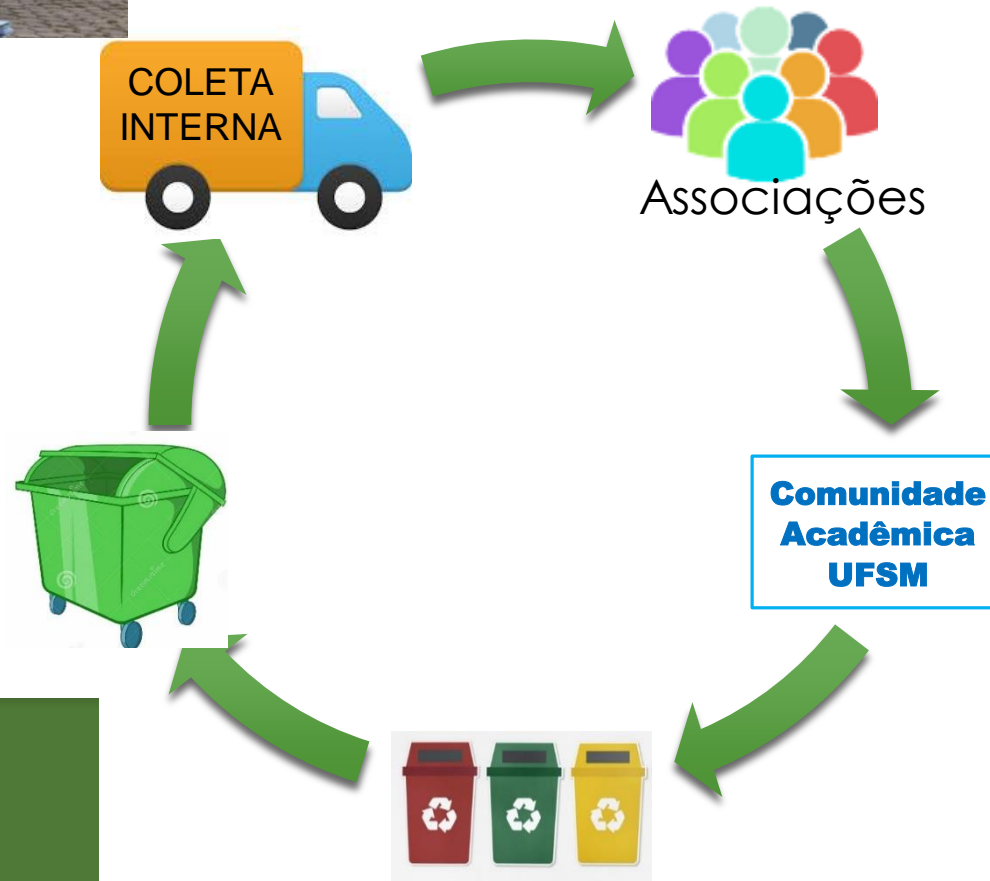 COLETA
INTERNA
Associações
Comunidade
Acadêmica
UFSM